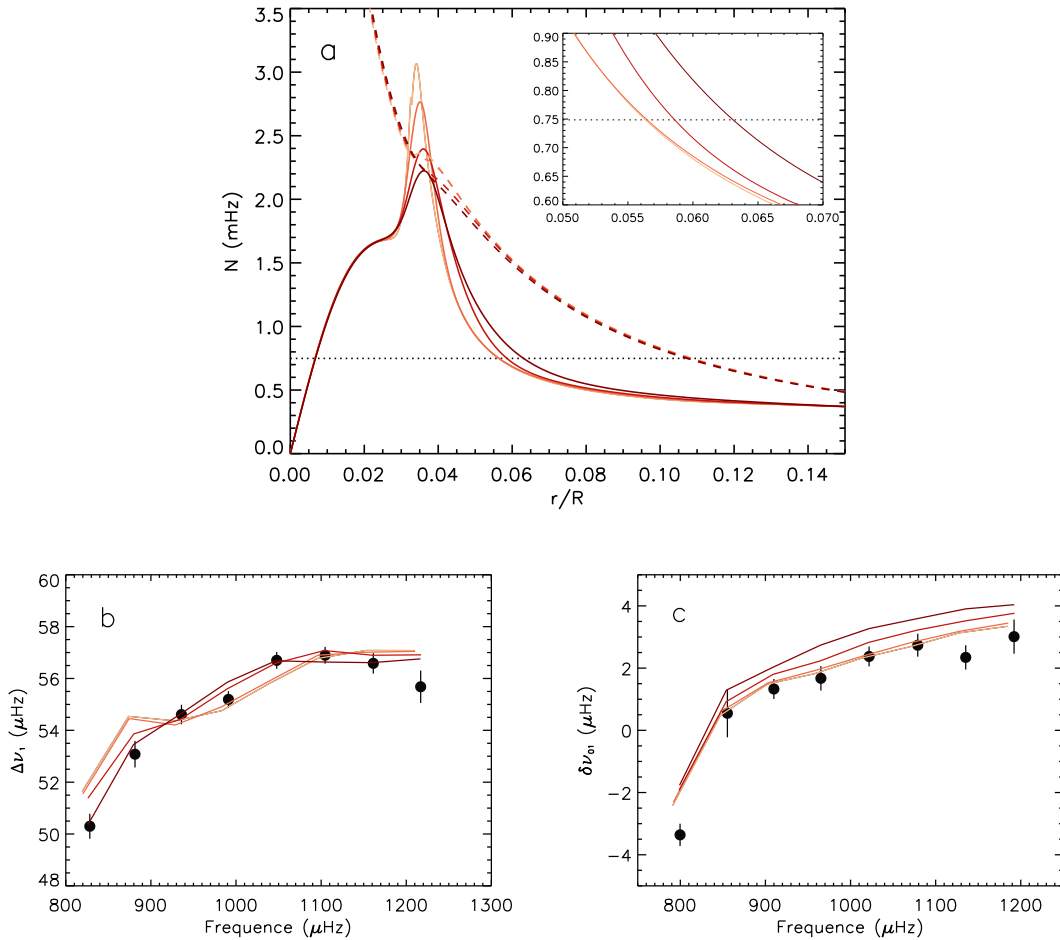 a
N (mHz)
3.5
3.0
2.5
2.0
1.5
1.0
0.5
0.0
0.00 0.02 0.04 0.06 0.08 0.10 0.12 0.14
r/R
0.90
0.85
0.80
0.75
0.70
0.65
0.60
0.050 0.055 0.060 0.065 0.070
b
Δν₁ (μHz)
60
58
56
54
52
50
48
800 900 1000 1100 1200 1300
Frequence (μHz)
c
δν₀₁ (μHz)
4
2
0
−2
−4
800 900 1000 1100 1200
Frequence (μHz)